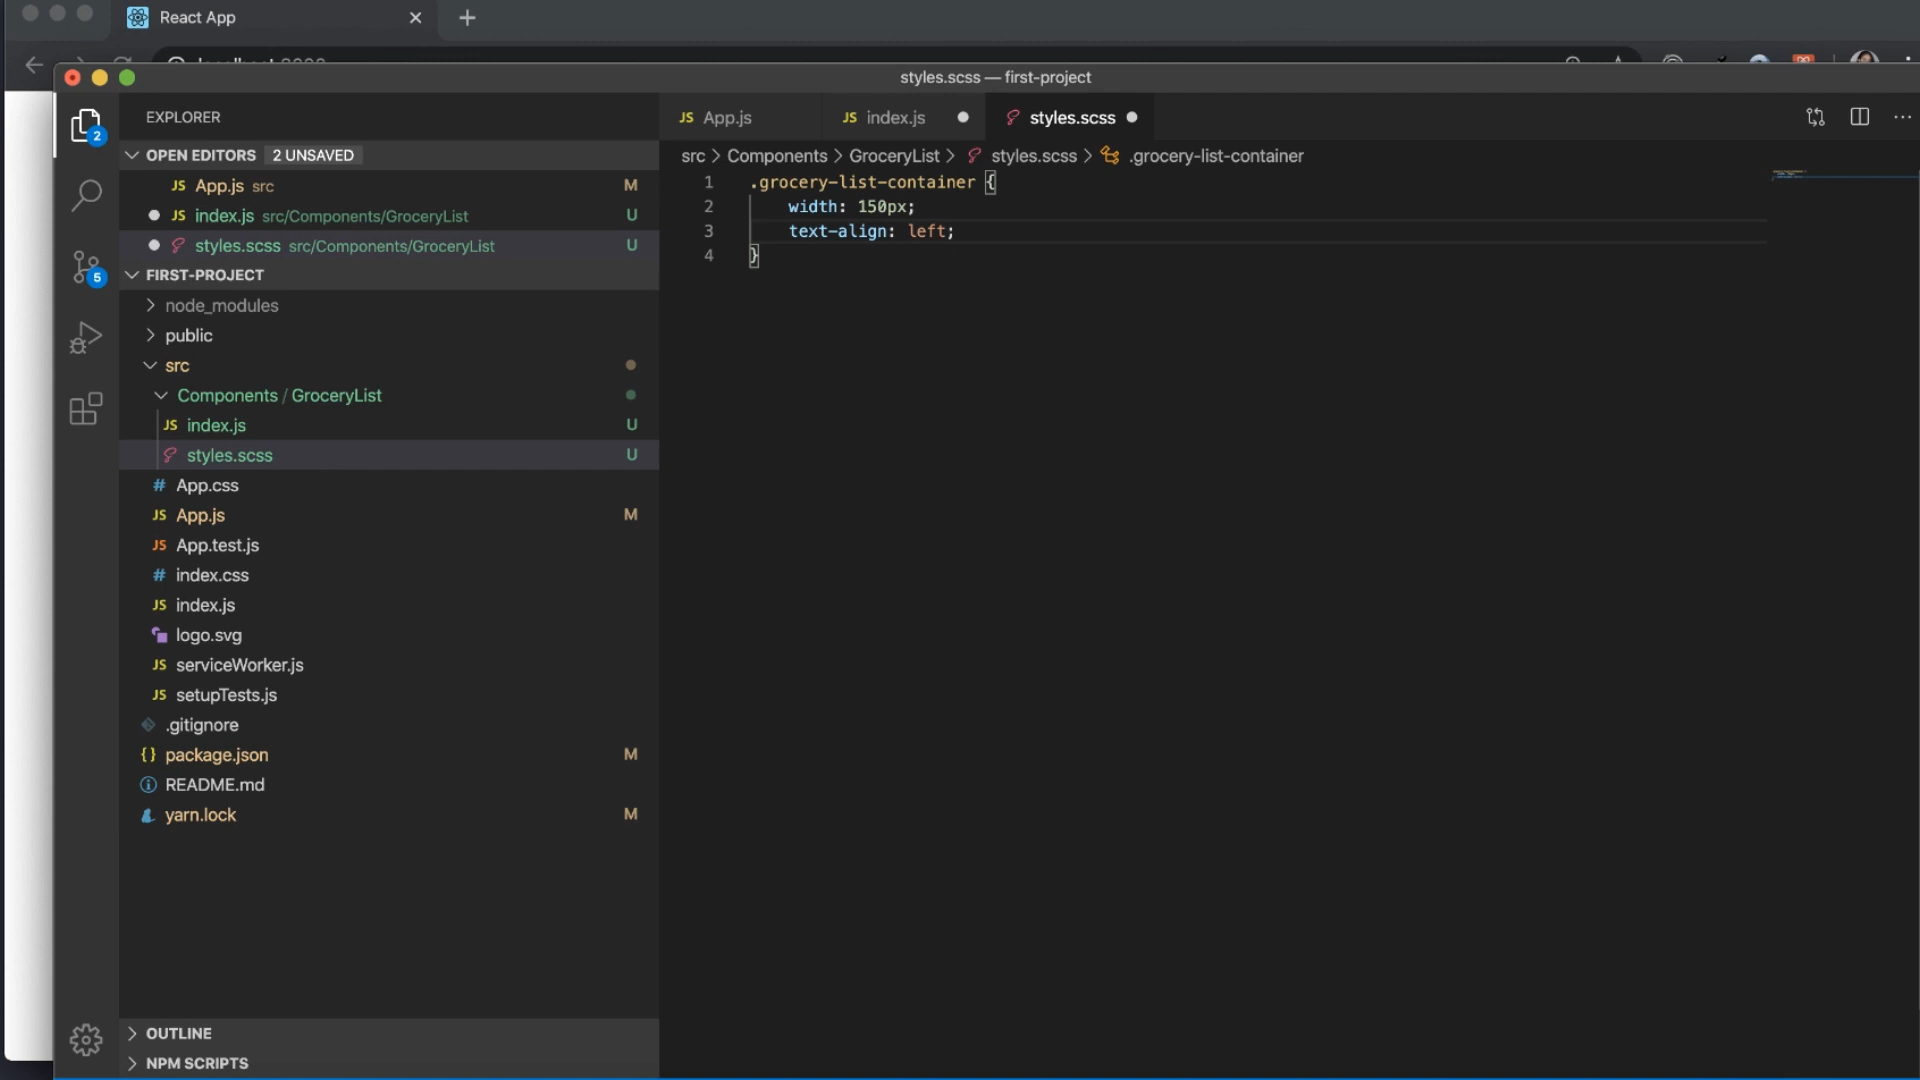 React App
styles.scss — first-project
EXPLORER
OPEN EDITORS 2 UNSAVED
JS App.js src M
JS index.js src/Components/GroceryList U
styles.scss src/Components/GroceryList U
FIRST-PROJECT
node_modules
public
src
Components / GroceryList
JS index.js U
styles.scss U
# App.css
JS App.js M
JS App.test.js
# index.css
JS index.js
logo.svg
JS serviceWorker.js
JS setupTests.js
.gitignore
{} package.json M
README.md
yarn.lock M
OUTLINE
NPM SCRIPTS
2
5
JS App.js
JS index.js
styles.scss
src > Components > GroceryList > styles.scss > .grocery-list-container
1 .grocery-list-container {
2 width: 150px;
3 text-align: left;
4 }